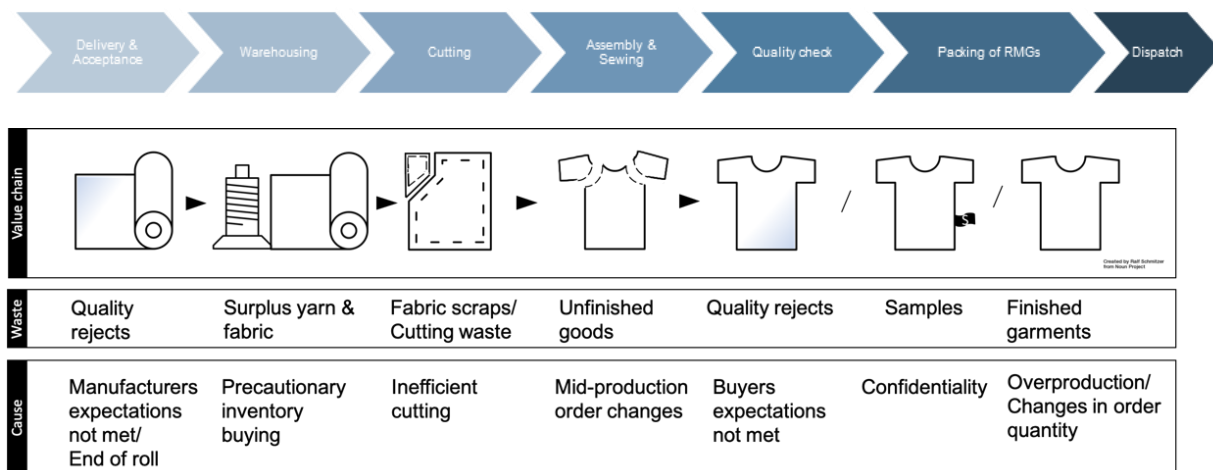 Delivery &
Acceptance
Warehousing
Cutting
Assembly &
Sewing
Quality check
Packing of RMGs
Dispatch
Value chain
S
Created by Ralf Schmitzer
from Noun Project
Waste
Quality
rejects
Surplus yarn &
fabric
Fabric scraps/
Cutting waste
Unfinished
goods
Quality rejects
Samples
Finished
garments
Cause
Manufacturers
expectations
not met/
End of roll
Precautionary
inventory
buying
Inefficient
cutting
Mid-production
order changes
Buyers
expectations
not met
Confidentiality
Overproduction/
Changes in order
quantity